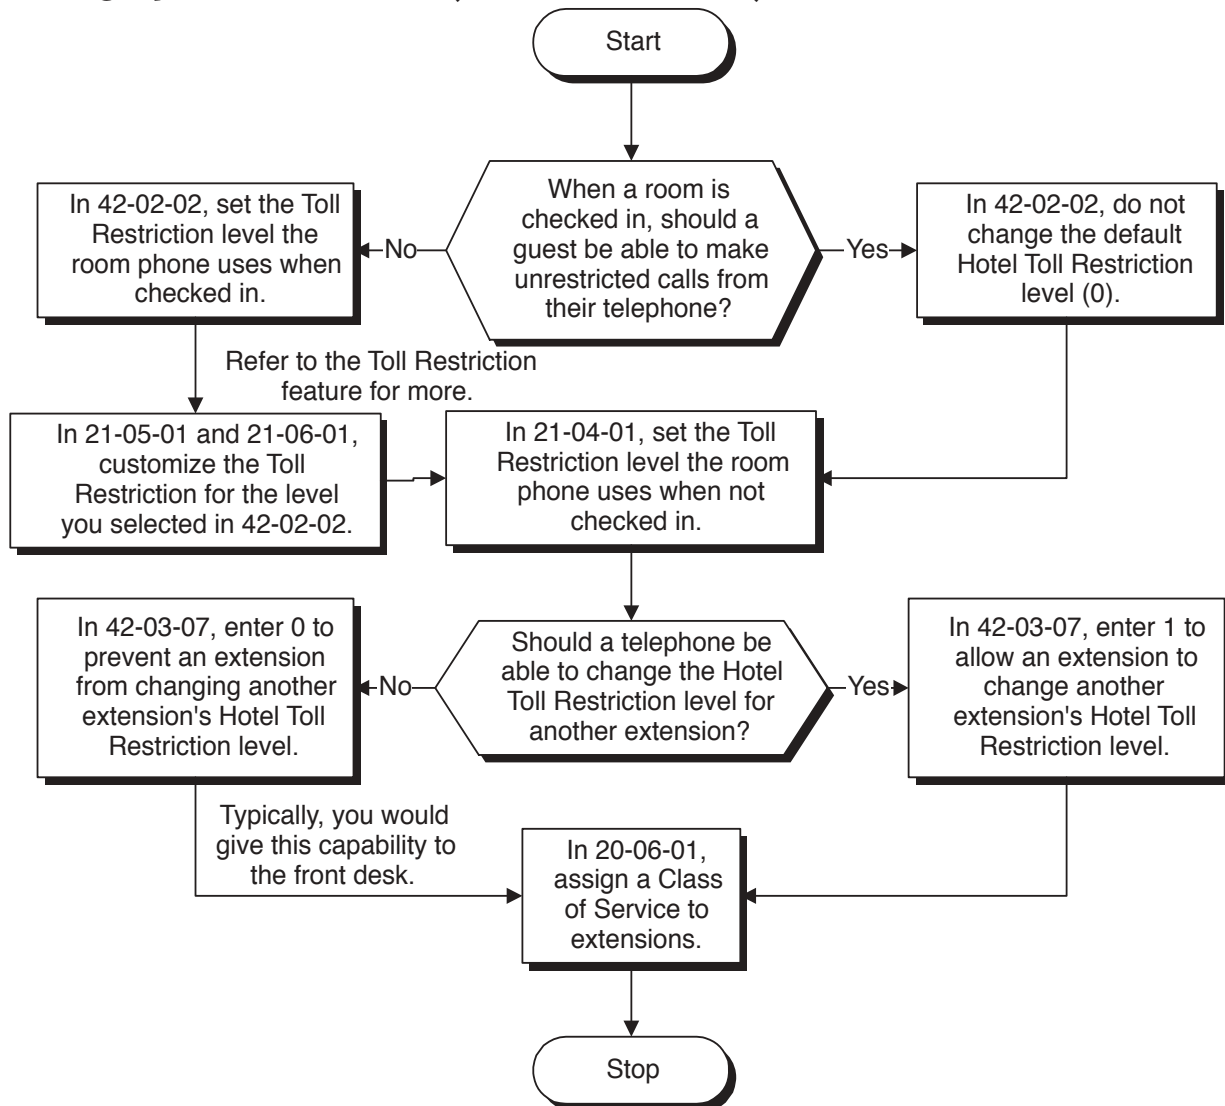 Start
When a room is
checked in, should a
guest be able to make
unrestricted calls from
their telephone?
No
Yes
In 42-02-02, set the Toll
Restriction level the
room phone uses when
checked in.
In 42-02-02, do not
change the default
Hotel Toll Restriction
level (0).
Refer to the Toll Restriction
feature for more.
In 21-05-01 and 21-06-01,
customize the Toll
Restriction for the level
you selected in 42-02-02.
In 21-04-01, set the Toll
Restriction level the room
phone uses when not
checked in.
Should a telephone be
able to change the Hotel
Toll Restriction level for
another extension?
No
Yes
In 42-03-07, enter 0 to
prevent an extension
from changing another
extension's Hotel Toll
Restriction level.
In 42-03-07, enter 1 to
allow an extension to
change another
extension's Hotel Toll
Restriction level.
Typically, you would
give this capability to
the front desk.
In 20-06-01,
assign a Class
of Service to
extensions.
Stop